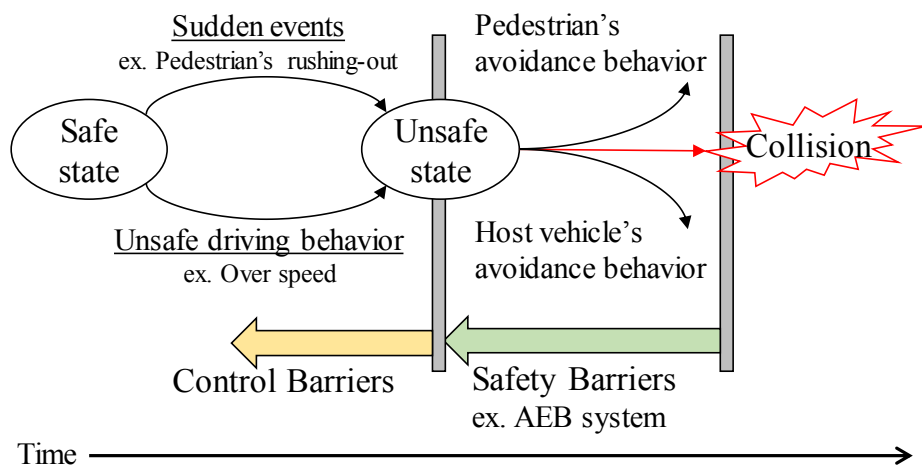 Sudden events
ex. Pedestrian's rushing-out
Pedestrian's
avoidance behavior
Safe
state
Unsafe
state
Collision
Unsafe driving behavior
ex. Over speed
Host vehicle's
avoidance behavior
Control Barriers
Safety Barriers
ex. AEB system
Time